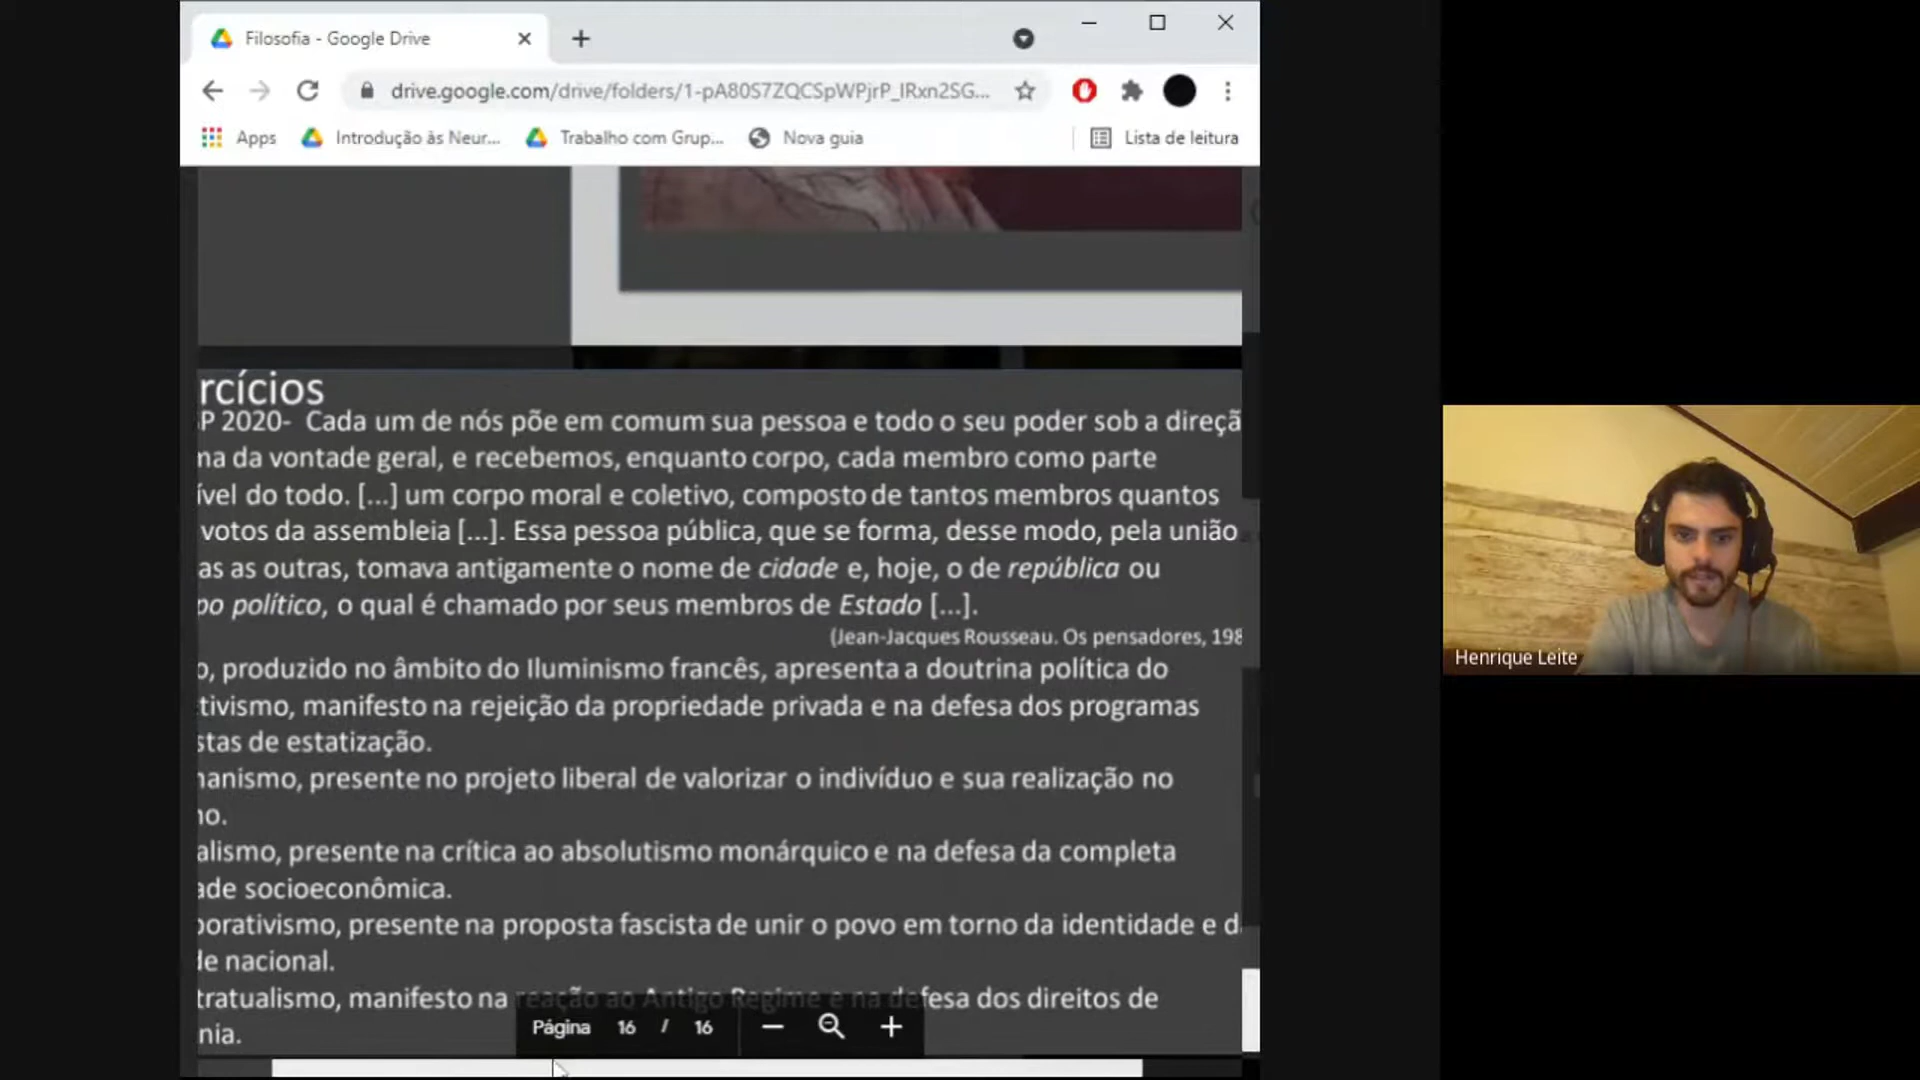 Filosofia - Google Drive
drive.google.com/drive/folders/1-pA80S7ZQCSpWPjrP_IRxn2SG...
Apps Introdução às Neur... Trabalho com Grup... Nova guia Lista de leitura
rcícios
P 2020- Cada um de nós põe em comum sua pessoa e todo o seu poder sob a direçã
ma da vontade geral, e recebemos, enquanto corpo, cada membro como parte
ível do todo. [...] um corpo moral e coletivo, composto de tantos membros quantos
votos da assembleia [...]. Essa pessoa pública, que se forma, desse modo, pela união
as as outras, tomava antigamente o nome de cidade e, hoje, o de república ou
po político, o qual é chamado por seus membros de Estado [...].
(Jean-Jacques Rousseau. Os pensadores, 198
o, produzido no âmbito do Iluminismo francês, apresenta a doutrina política do
tivismo, manifesto na rejeição da propriedade privada e na defesa dos programas
stas de estatização.
manismo, presente no projeto liberal de valorizar o indivíduo e sua realização no
ho.
alismo, presente na crítica ao absolutismo monárquico e na defesa da completa
ade socioeconômica.
porativismo, presente na proposta fascista de unir o povo em torno da identidade e d
de nacional.
tratualismo, manifesto na reação ao Antigo Regime e na defesa dos direitos de
nia.
Página 16 / 16
Henrique Leite